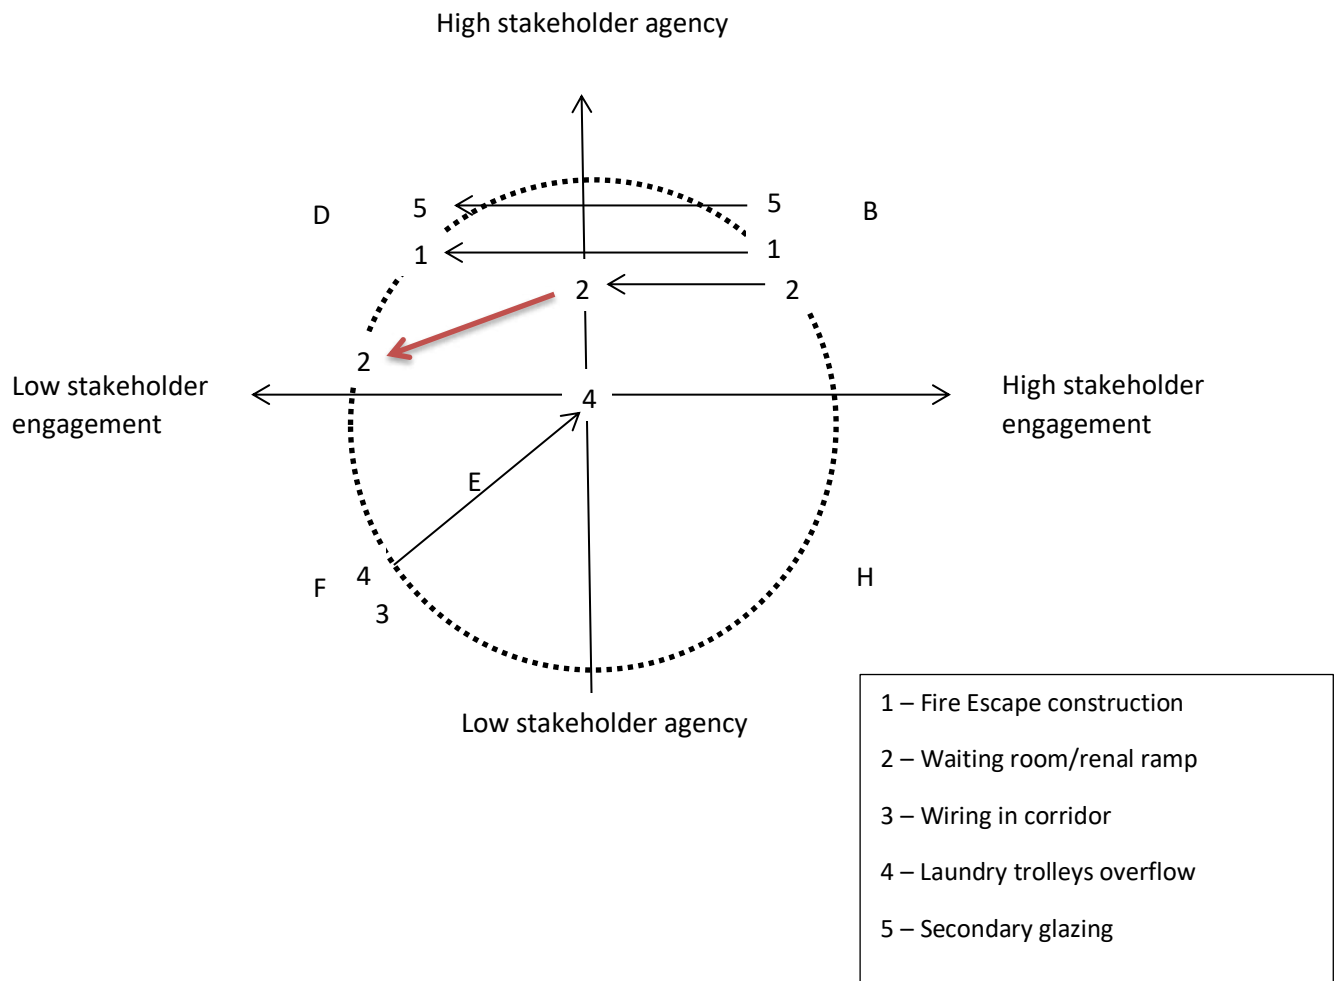 High stakeholder agency
D
5
5
B
1
1
2
2
2
Low stakeholder
engagement
4
High stakeholder
engagement
E
F
4
3
H
Low stakeholder agency
1 – Fire Escape construction
2 – Waiting room/renal ramp
3 – Wiring in corridor
4 – Laundry trolleys overflow
5 – Secondary glazing